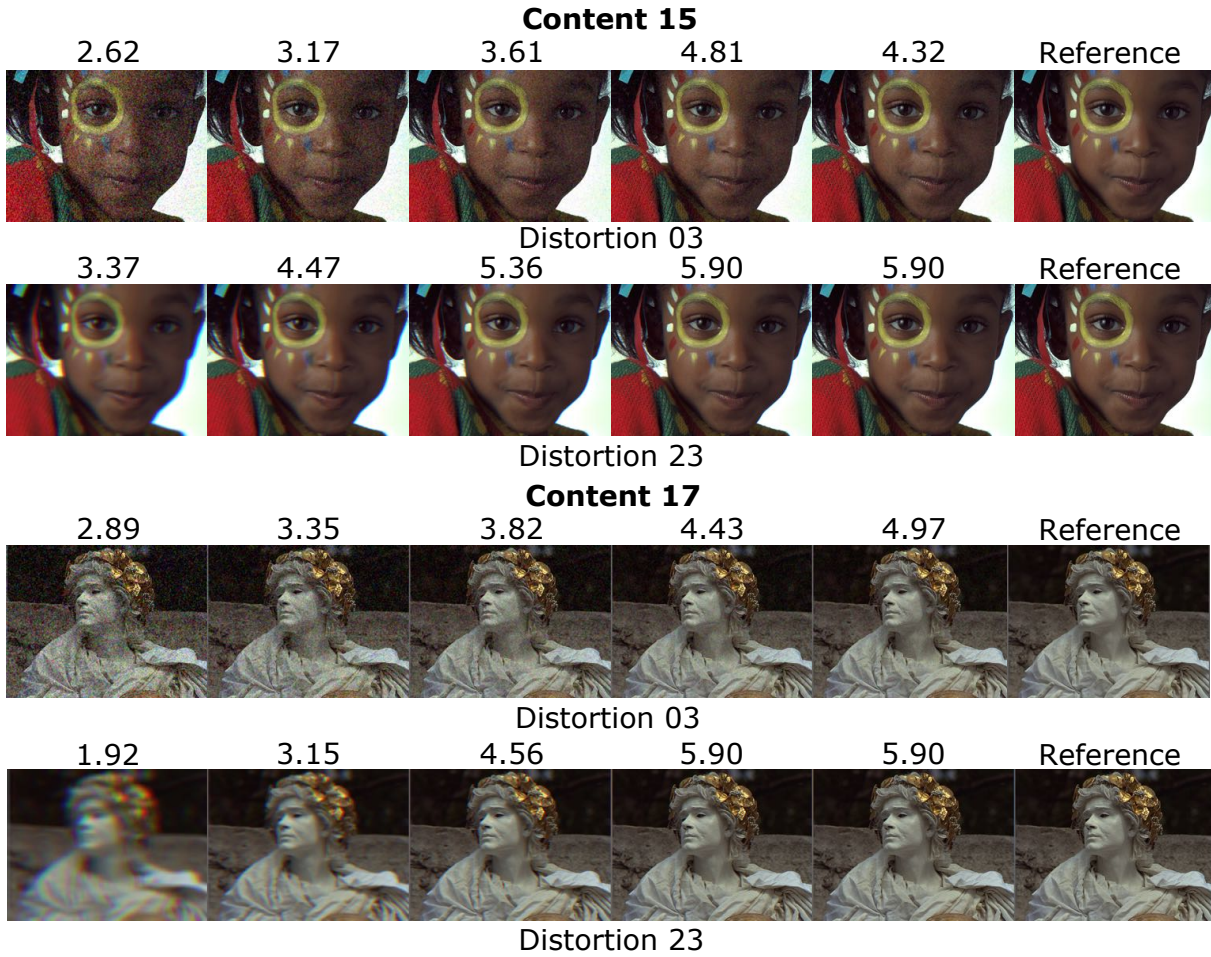 Content 15
2.62 3.17 3.61 4.81 4.32 Reference
Distortion 03
3.37 4.47 5.36 5.90 5.90 Reference
Distortion 23
Content 17
2.89 3.35 3.82 4.43 4.97 Reference
Distortion 03
1.92 3.15 4.56 5.90 5.90 Reference
Distortion 23